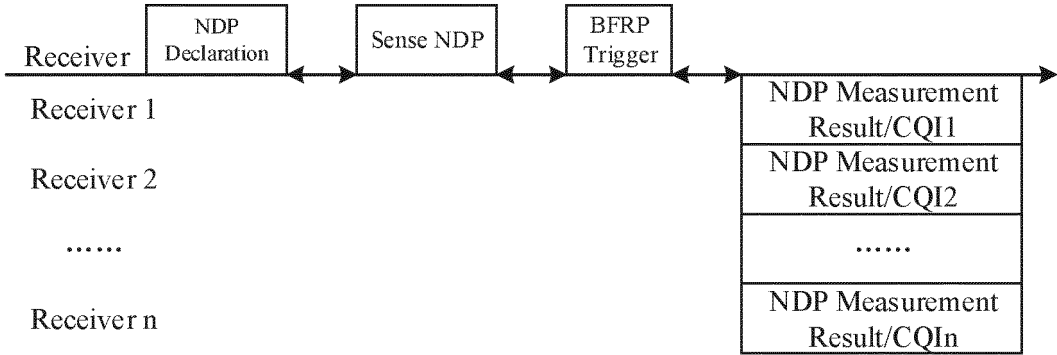 NDP
Declaration
Sense NDP
BFRP
Trigger
Receiver
Receiver 1
NDP Measurement
Result/CQI1
Receiver 2
NDP Measurement
Result/CQI2
……
……
Receiver n
NDP Measurement
Result/CQIn